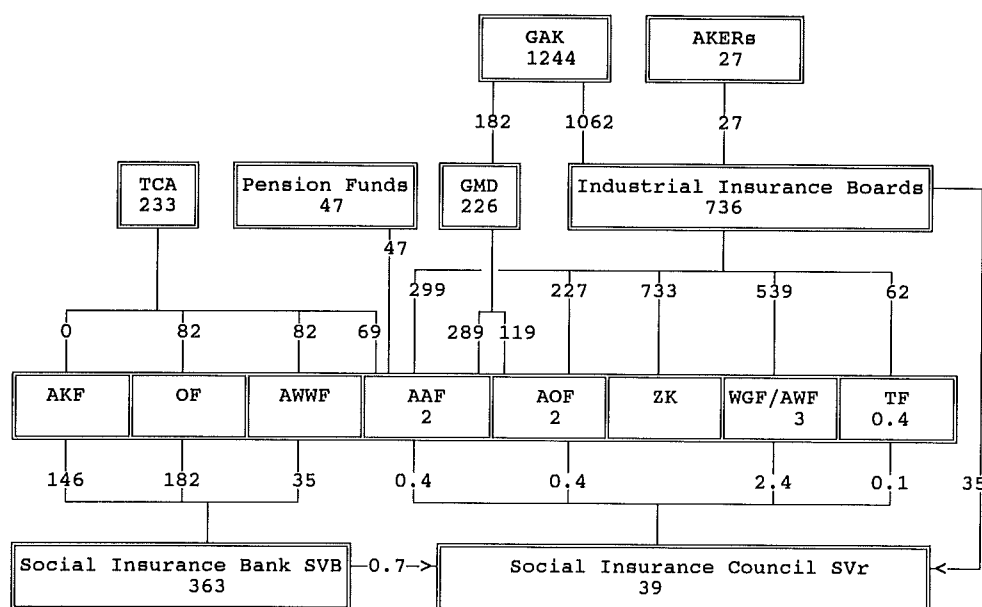 GAK
1244
AKERs
27
182
1062
27
TCA
233
Pension Funds
47
GMD
226
Industrial Insurance Boards
736
47
299
227
733
539
62
0
82
82
69
289
119
AKF
OF
AWWF
AAF
2
AOF
2
ZK
WGF/AWF
3
TF
0.4
146
182
35
0.4
0.4
2.4
0.1
35
Social Insurance Bank SVB
363
0.7
Social Insurance Council SVr
39